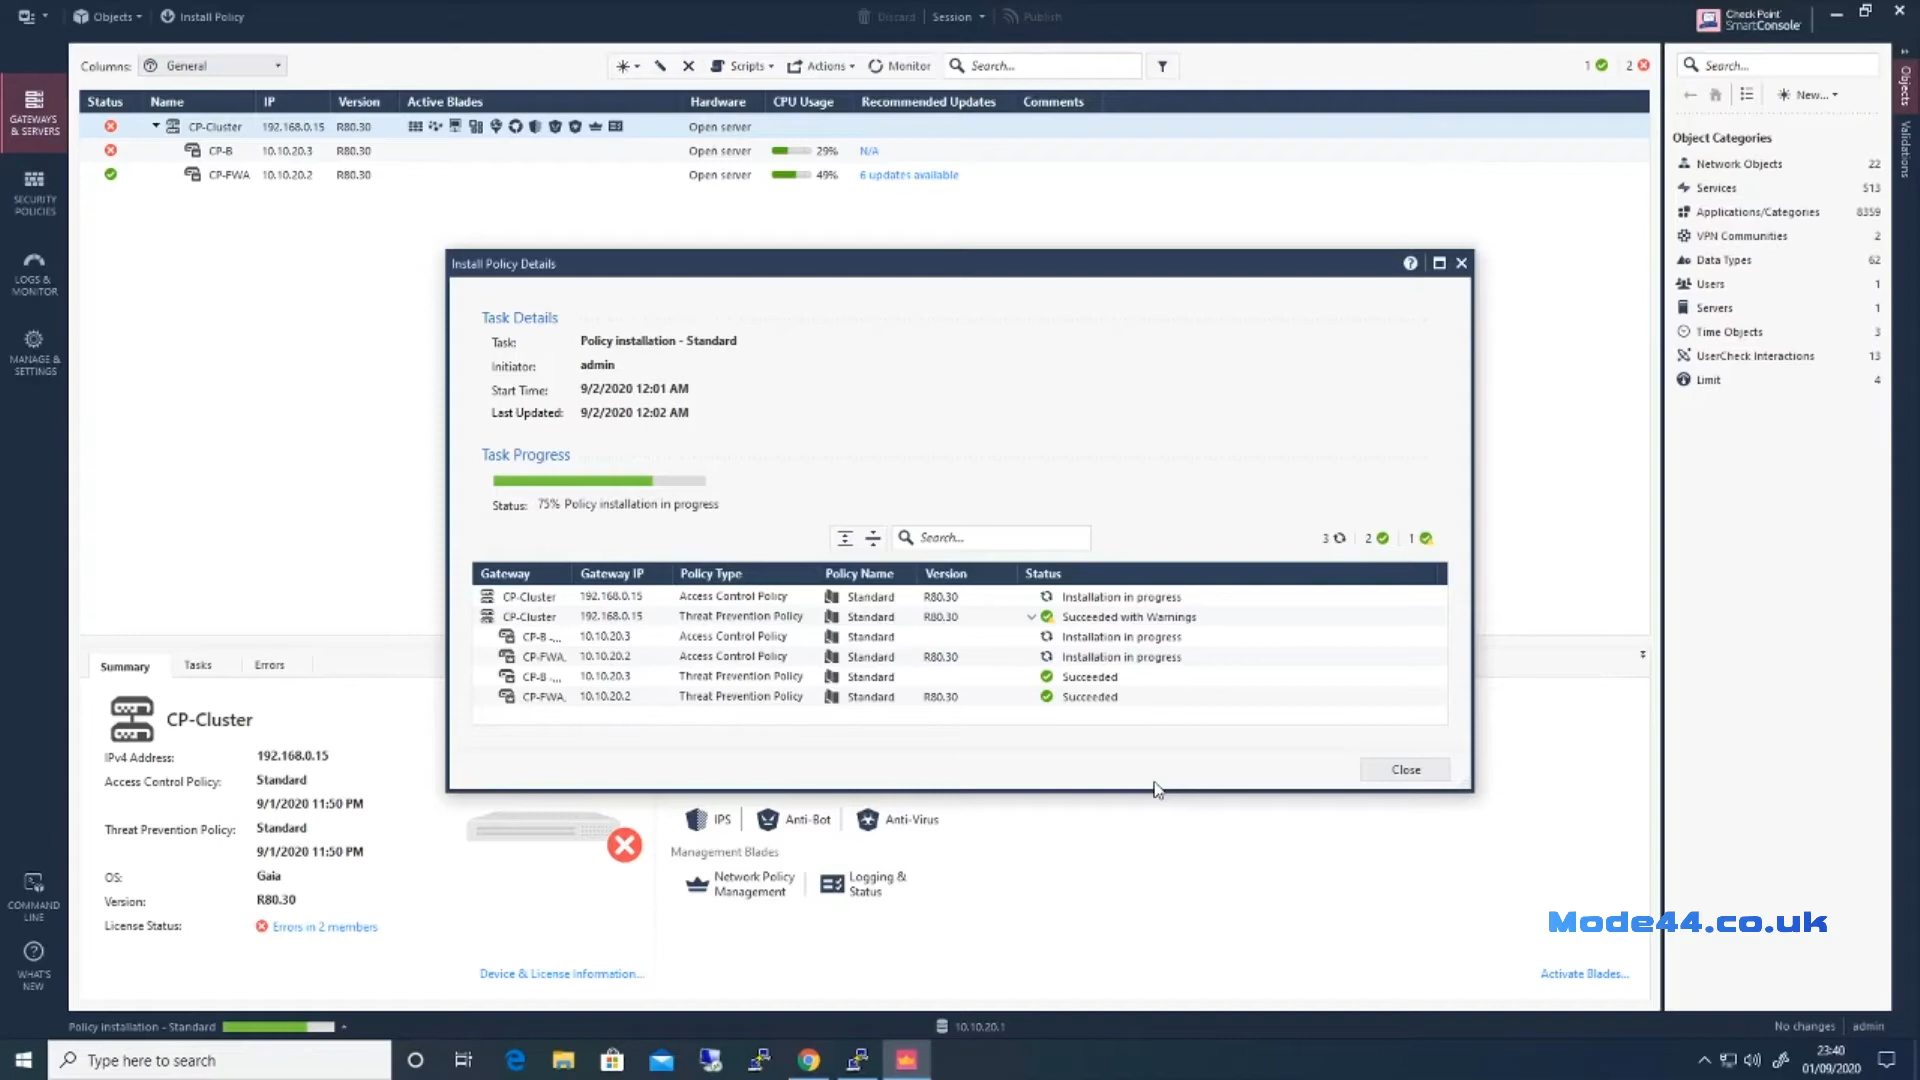 Objects
Install Policy
Discard
Session
Publish
Check Point
SmartConsole
Columns:
General
Scripts
Actions
Monitor
Search...
1
2
Search...
New...
Objects
Validations
GATEWAYS
& SERVERS
SECURITY
POLICIES
LOGS &
MONITOR
MANAGE &
SETTINGS
COMMAND
LINE
WHAT'S
NEW
Status Name IP Version Active Blades Hardware CPU Usage Recommended Updates Comments
CP-Cluster 192.168.0.15 R80.30 Open server
CP-B 10.10.20.3 R80.30 Open server 29% N/A
CP-FWA 10.10.20.2 R80.30 Open server 49% 6 updates available
Object Categories
Network Objects 22
Services 513
Applications/Categories 8359
VPN Communities 2
Data Types 62
Users 1
Servers 1
Time Objects 3
UserCheck Interactions 13
Limit 4
Install Policy Details
Task Details
Task: Policy installation - Standard
Initiator: admin
Start Time: 9/2/2020 12:01 AM
Last Updated: 9/2/2020 12:02 AM
Task Progress
Status: 75% Policy installation in progress
Search...
3 2 1
Gateway Gateway IP Policy Type Policy Name Version Status
CP-Cluster 192.168.0.15 Access Control Policy Standard R80.30 Installation in progress
CP-Cluster 192.168.0.15 Threat Prevention Policy Standard R80.30 Succeeded with Warnings
CP-B -... 10.10.20.3 Access Control Policy Standard Installation in progress
CP-FWA. 10.10.20.2 Access Control Policy Standard R80.30 Installation in progress
CP-B -... 10.10.20.3 Threat Prevention Policy Standard Succeeded
CP-FWA. 10.10.20.2 Threat Prevention Policy Standard R80.30 Succeeded
Close
Summary
Tasks
Errors
CP-Cluster
IPv4 Address: 192.168.0.15
Access Control Policy: Standard
9/1/2020 11:50 PM
Threat Prevention Policy: Standard
9/1/2020 11:50 PM
OS: Gaia
Version: R80.30
License Status: Errors in 2 members
Device & License Information...
IPS
Anti-Bot
Anti-Virus
Management Blades
Network Policy
Management
Logging &
Status
Mode44.co.uk
Activate Blades...
Policy installation - Standard
10.10.20.1
No changes
admin
Type here to search
23:40
01/09/2020